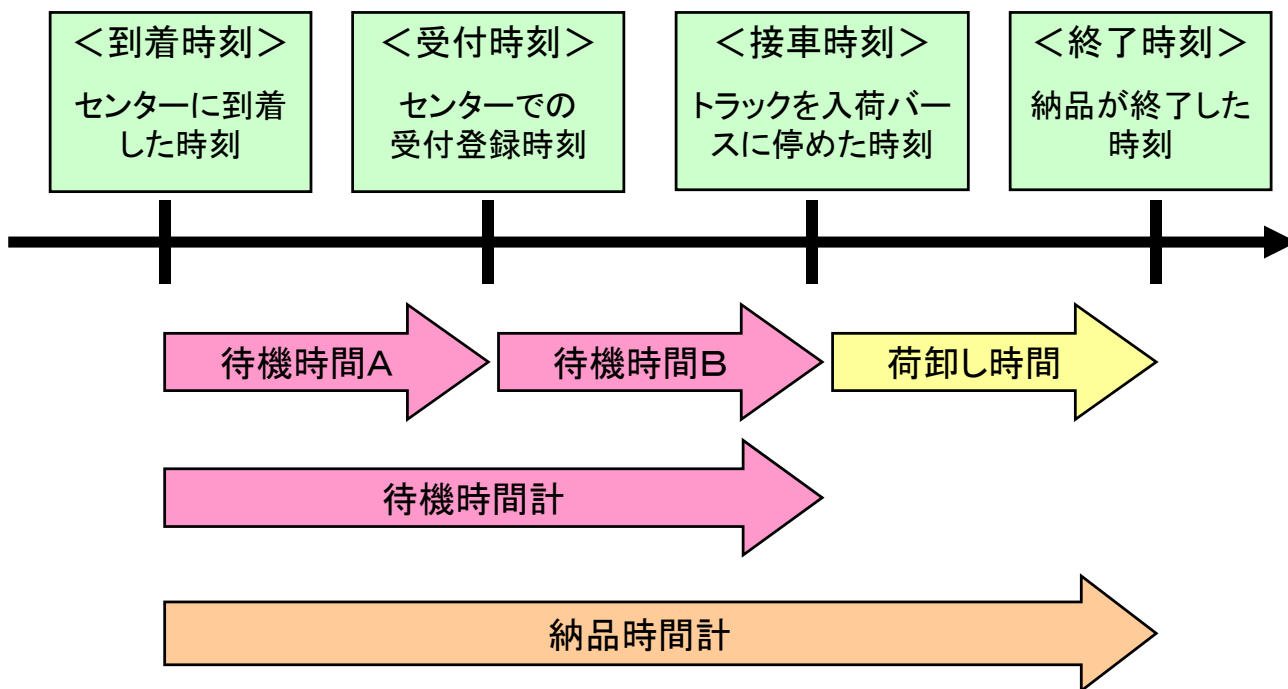 ＜到着時刻＞
センターに到着
した時刻
＜受付時刻＞
センターでの
受付登録時刻
＜接車時刻＞
トラックを入荷バー
スに停めた時刻
＜終了時刻＞
納品が終了した
時刻
待機時間A
待機時間B
荷卸し時間
待機時間計
納品時間計